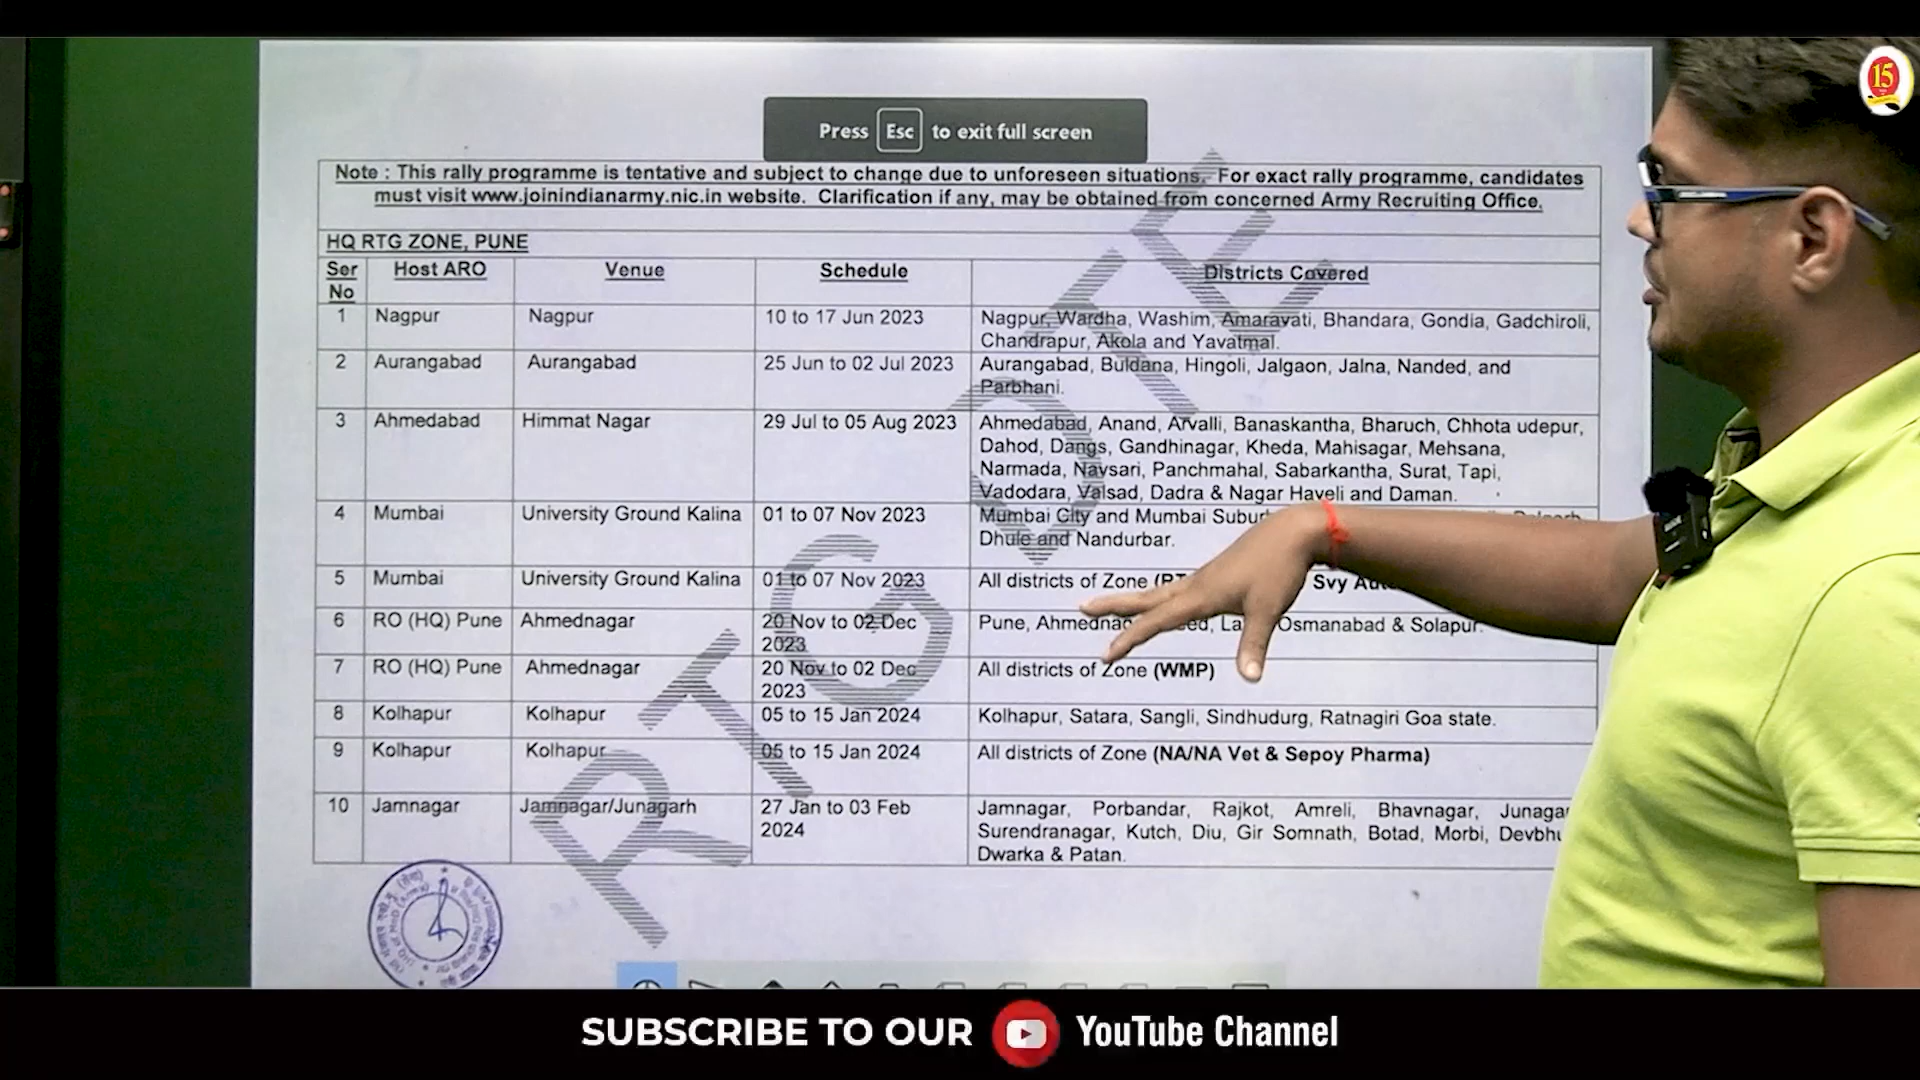 15
Press Esc to exit full screen
Note : This rally programme is tentative and subject to change due to unforeseen situations. For exact rally programme, candidates
must visit www.joinindianarmy.nic.in website. Clarification if any, may be obtained from concerned Army Recruiting Office.
HQ RTG ZONE, PUNE
Ser No Host ARO Venue Schedule Districts Covered
1 Nagpur Nagpur 10 to 17 Jun 2023 Nagpur, Wardha, Washim, Amaravati, Bhandara, Gondia, Gadchiroli,
Chandrapur, Akola and Yavatmal.
2 Aurangabad Aurangabad 25 Jun to 02 Jul 2023 Aurangabad, Buldana, Hingoli, Jalgaon, Jalna, Nanded, and
Parbhani.
3 Ahmedabad Himmat Nagar 29 Jul to 05 Aug 2023 Ahmedabad, Anand, Arvalli, Banaskantha, Bharuch, Chhota udepur,
Dahod, Dangs, Gandhinagar, Kheda, Mahisagar, Mehsana,
Narmada, Navsari, Panchmahal, Sabarkantha, Surat, Tapi,
Vadodara, Valsad, Dadra & Nagar Haveli and Daman.
4 Mumbai University Ground Kalina 01 to 07 Nov 2023 Mumbai City and Mumbai
Dhule and Nandurbar.
5 Mumbai University Ground Kalina 01 to 07 Nov 2023 All districts of Zone Svy
6 RO (HQ) Pune Ahmednagar 20 Nov to 02 Dec 2023 Pune, Osmanabad & Solapur.
7 RO (HQ) Pune Ahmednagar 20 Nov to 02 Dec 2023 All districts of Zone (WMP)
8 Kolhapur Kolhapur 05 to 15 Jan 2024 Kolhapur, Satara, Sangli, Sindhudurg, Ratnagiri Goa state.
9 Kolhapur Kolhapur 05 to 15 Jan 2024 All districts of Zone (NA/NA Vet & Sepoy Pharma)
10 Jamnagar Jamnagar/Junagarh 27 Jan to 03 Feb 2024 Jamnagar, Porbandar, Rajkot, Amreli, Bhavnagar,
Surendranagar, Kutch, Diu, Gir Somnath, Botad, Morbi,
Dwarka & Patan.
RTG DTE
SUBSCRIBE TO OUR YouTube Channel